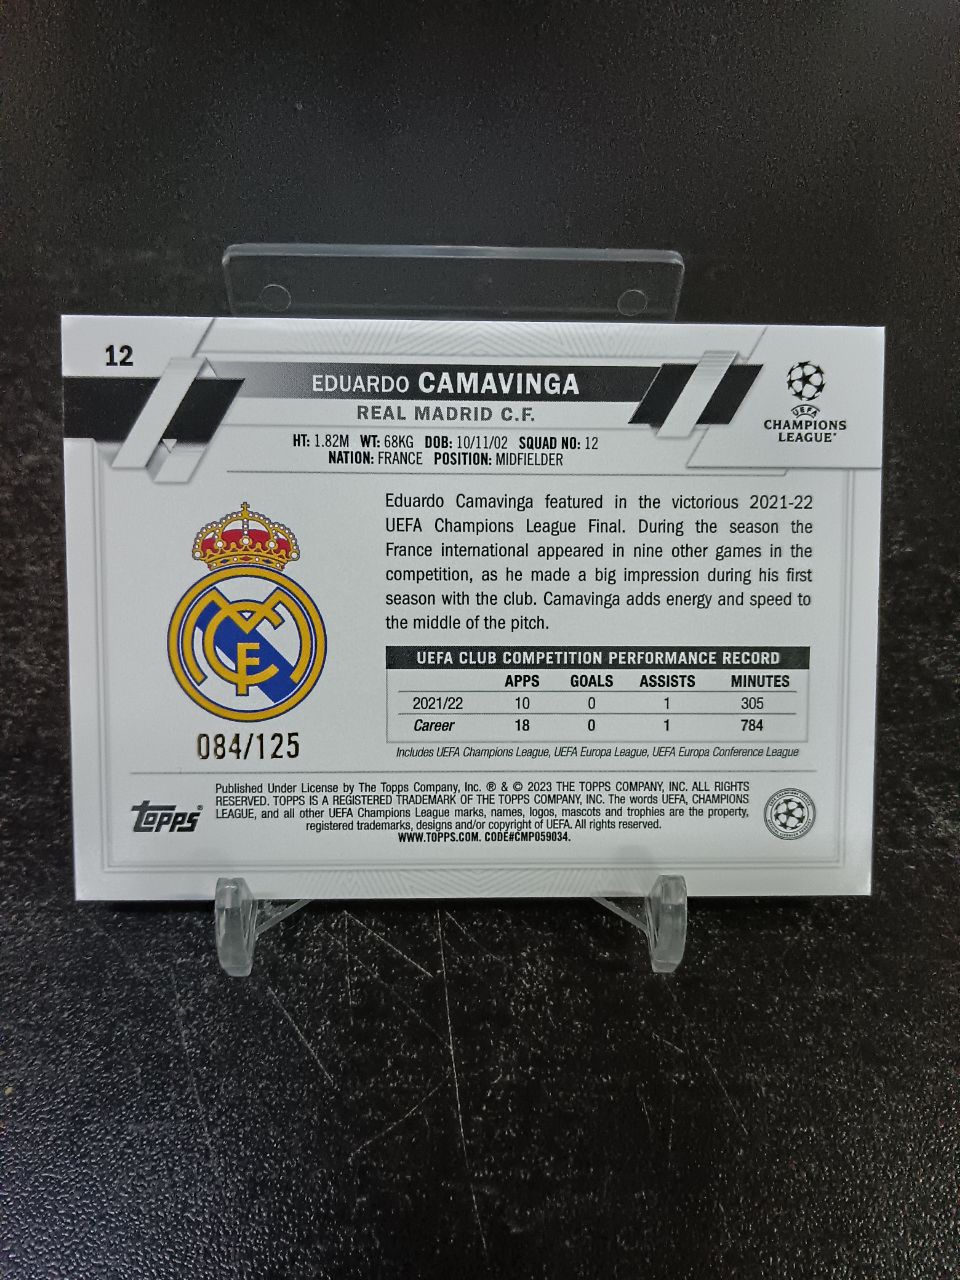 12
EDUARDO CAMAVINGA
REAL MADRID C.F.
HT: 1.82M WT: 68KG DOB: 10/11/02 SQUAD NO: 12
NATION: FRANCE POSITION: MIDFIELDER
UEFA
CHAMPIONS
LEAGUE®
Eduardo Camavinga featured in the victorious 2021-22
UEFA Champions League Final. During the season the
France international appeared in nine other games in the
competition, as he made a big impression during his first
season with the club. Camavinga adds energy and speed to
the middle of the pitch.
084/125
UEFA CLUB COMPETITION PERFORMANCE RECORD
APPS GOALS ASSISTS MINUTES
2021/22 10 0 1 305
Career 18 0 1 784
Includes UEFA Champions League, UEFA Europa League, UEFA Europa Conference League
TOPPS®
Published Under License by The Topps Company, Inc. ® & © 2023 THE TOPPS COMPANY, INC. ALL RIGHTS
RESERVED. TOPPS IS A REGISTERED TRADEMARK OF THE TOPPS COMPANY, INC. The words UEFA, CHAMPIONS
LEAGUE, and all other UEFA Champions League marks, names, logos, mascots and trophies are the property,
registered trademarks, designs and/or copyright of UEFA. All rights reserved.
WWW.TOPPS.COM. CODE#CMP059034.